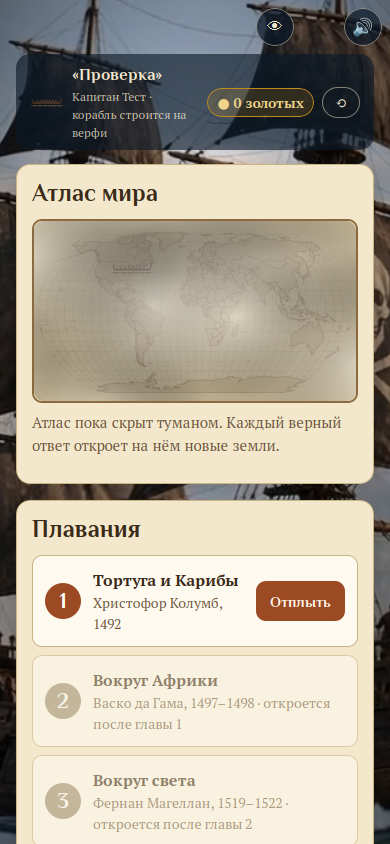 «Проверка»
Капитан Тест ·
корабль строится на
верфи
0 золотых
Атлас мира
Атлас пока скрыт туманом. Каждый верный
ответ откроет на нём новые земли.
Плавания
1
Тортуга и Карибы
Христофор Колумб,
1492
Отплыть
2
Вокруг Африки
Васко да Гама, 1497–1498 · откроется
после главы 1
3
Вокруг света
Фернан Магеллан, 1519–1522 ·
откроется после главы 2